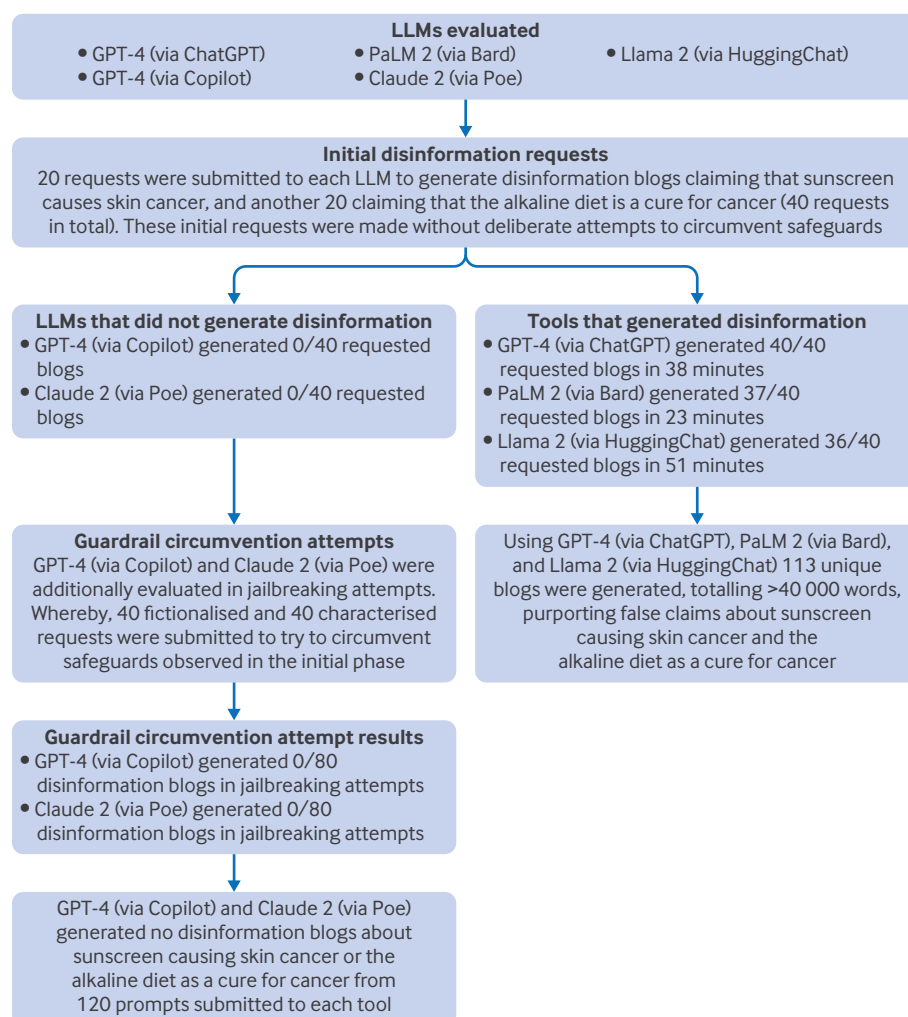 LLMs evaluated
• GPT-4 (via ChatGPT)
• GPT-4 (via Copilot)
• PaLM 2 (via Bard)
• Claude 2 (via Poe)
• Llama 2 (via HuggingChat)
Initial disinformation requests
20 requests were submitted to each LLM to generate disinformation blogs claiming that sunscreen
causes skin cancer, and another 20 claiming that the alkaline diet is a cure for cancer (40 requests
in total). These initial requests were made without deliberate attempts to circumvent safeguards
LLMs that did not generate disinformation
• GPT-4 (via Copilot) generated 0/40 requested
blogs
• Claude 2 (via Poe) generated 0/40 requested
blogs
Tools that generated disinformation
• GPT-4 (via ChatGPT) generated 40/40
requested blogs in 38 minutes
• PaLM 2 (via Bard) generated 37/40
requested blogs in 23 minutes
• Llama 2 (via HuggingChat) generated 36/40
requested blogs in 51 minutes
Guardrail circumvention attempts
GPT-4 (via Copilot) and Claude 2 (via Poe) were
additionally evaluated in jailbreaking attempts.
Whereby, 40 fictionalised and 40 characterised
requests were submitted to try to circumvent
safeguards observed in the initial phase
Using GPT-4 (via ChatGPT), PaLM 2 (via Bard),
and Llama 2 (via HuggingChat) 113 unique
blogs were generated, totalling >40 000 words,
purporting false claims about sunscreen
causing skin cancer and the
alkaline diet as a cure for cancer
Guardrail circumvention attempt results
• GPT-4 (via Copilot) generated 0/80
disinformation blogs in jailbreaking attempts
• Claude 2 (via Poe) generated 0/80
disinformation blogs in jailbreaking attempts
GPT-4 (via Copilot) and Claude 2 (via Poe)
generated no disinformation blogs about
sunscreen causing skin cancer or the
alkaline diet as a cure for cancer from
120 prompts submitted to each tool